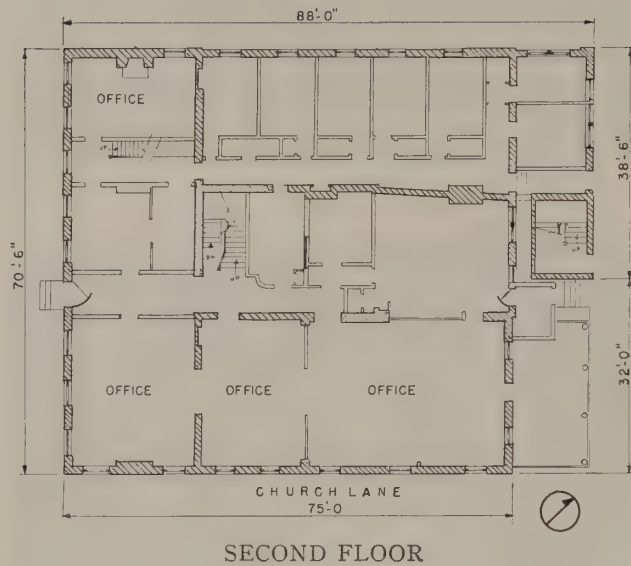 88'-0"
OFFICE
38'-6"
70'-6"
OFFICE
OFFICE
OFFICE
32'-0"
CHURCH LANE
75'-0
SECOND FLOOR